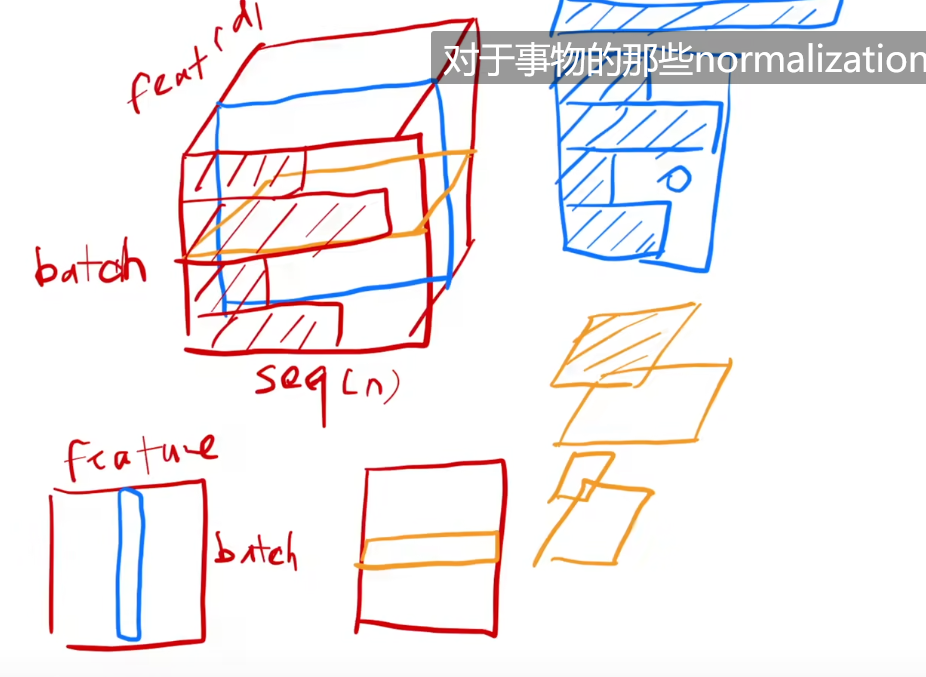 feat(d)
对于事物的那些normalization
batch
seq(n)
feature
batch